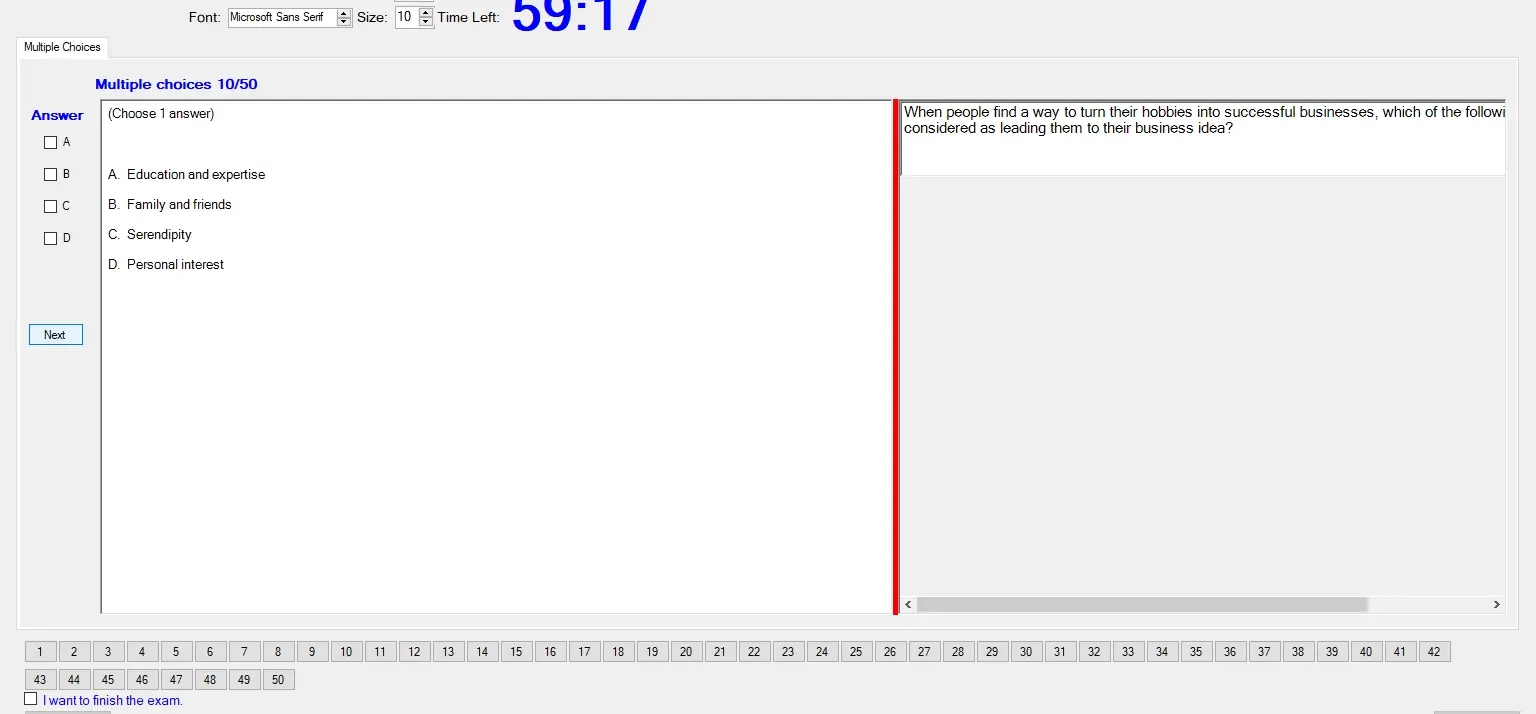 Font: Microsoft Sans Serif Size: 10 Time Left: 59:17
Multiple Choices
Multiple choices 10/50
Answer
A
B
C
D
Next
(Choose 1 answer)
A. Education and expertise
B. Family and friends
C. Serendipity
D. Personal interest
When people find a way to turn their hobbies into successful businesses, which of the followi
considered as leading them to their business idea?
1 2 3 4 5 6 7 8 9 10 11 12 13 14 15 16 17 18 19 20 21 22 23 24 25 26 27 28 29 30 31 32 33 34 35 36 37 38 39 40 41 42
43 44 45 46 47 48 49 50
I want to finish the exam.